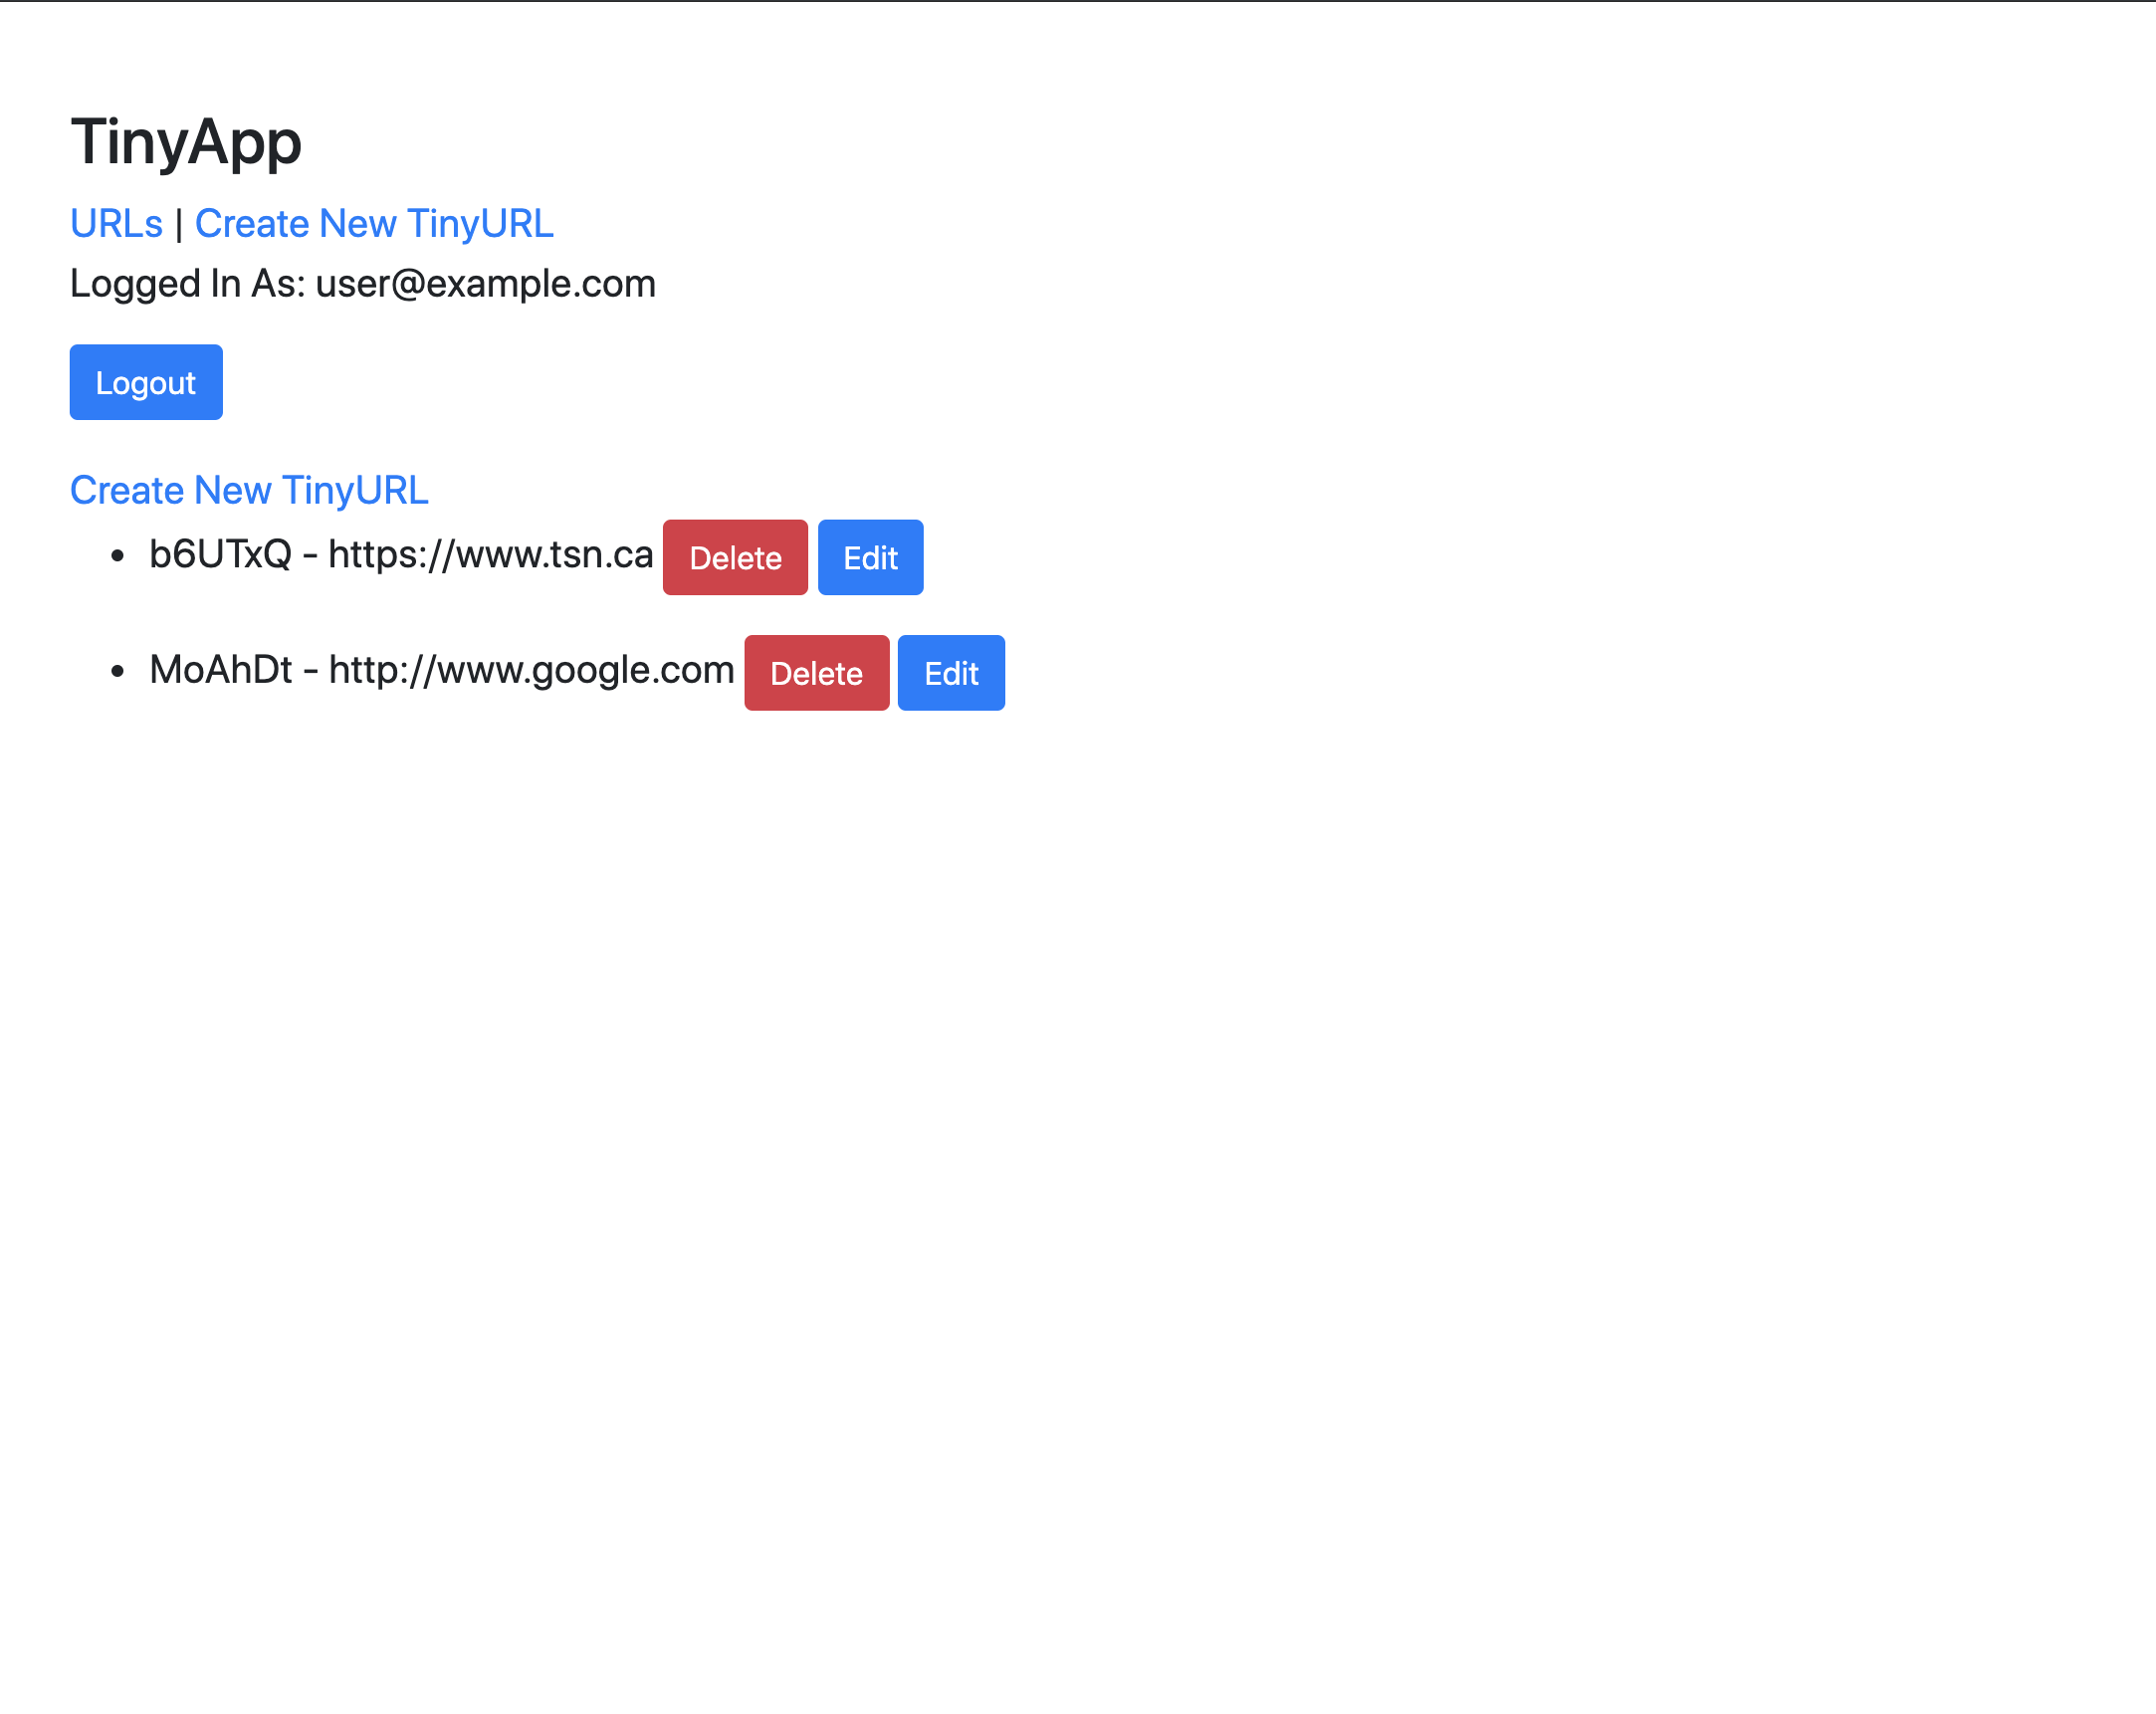 TinyApp
URLs | Create New TinyURL
Logged In As: user@example.com
Logout
Create New TinyURL
b6UTxQ - https://www.tsn.ca Delete Edit
MoAhDt - http://www.google.com Delete Edit